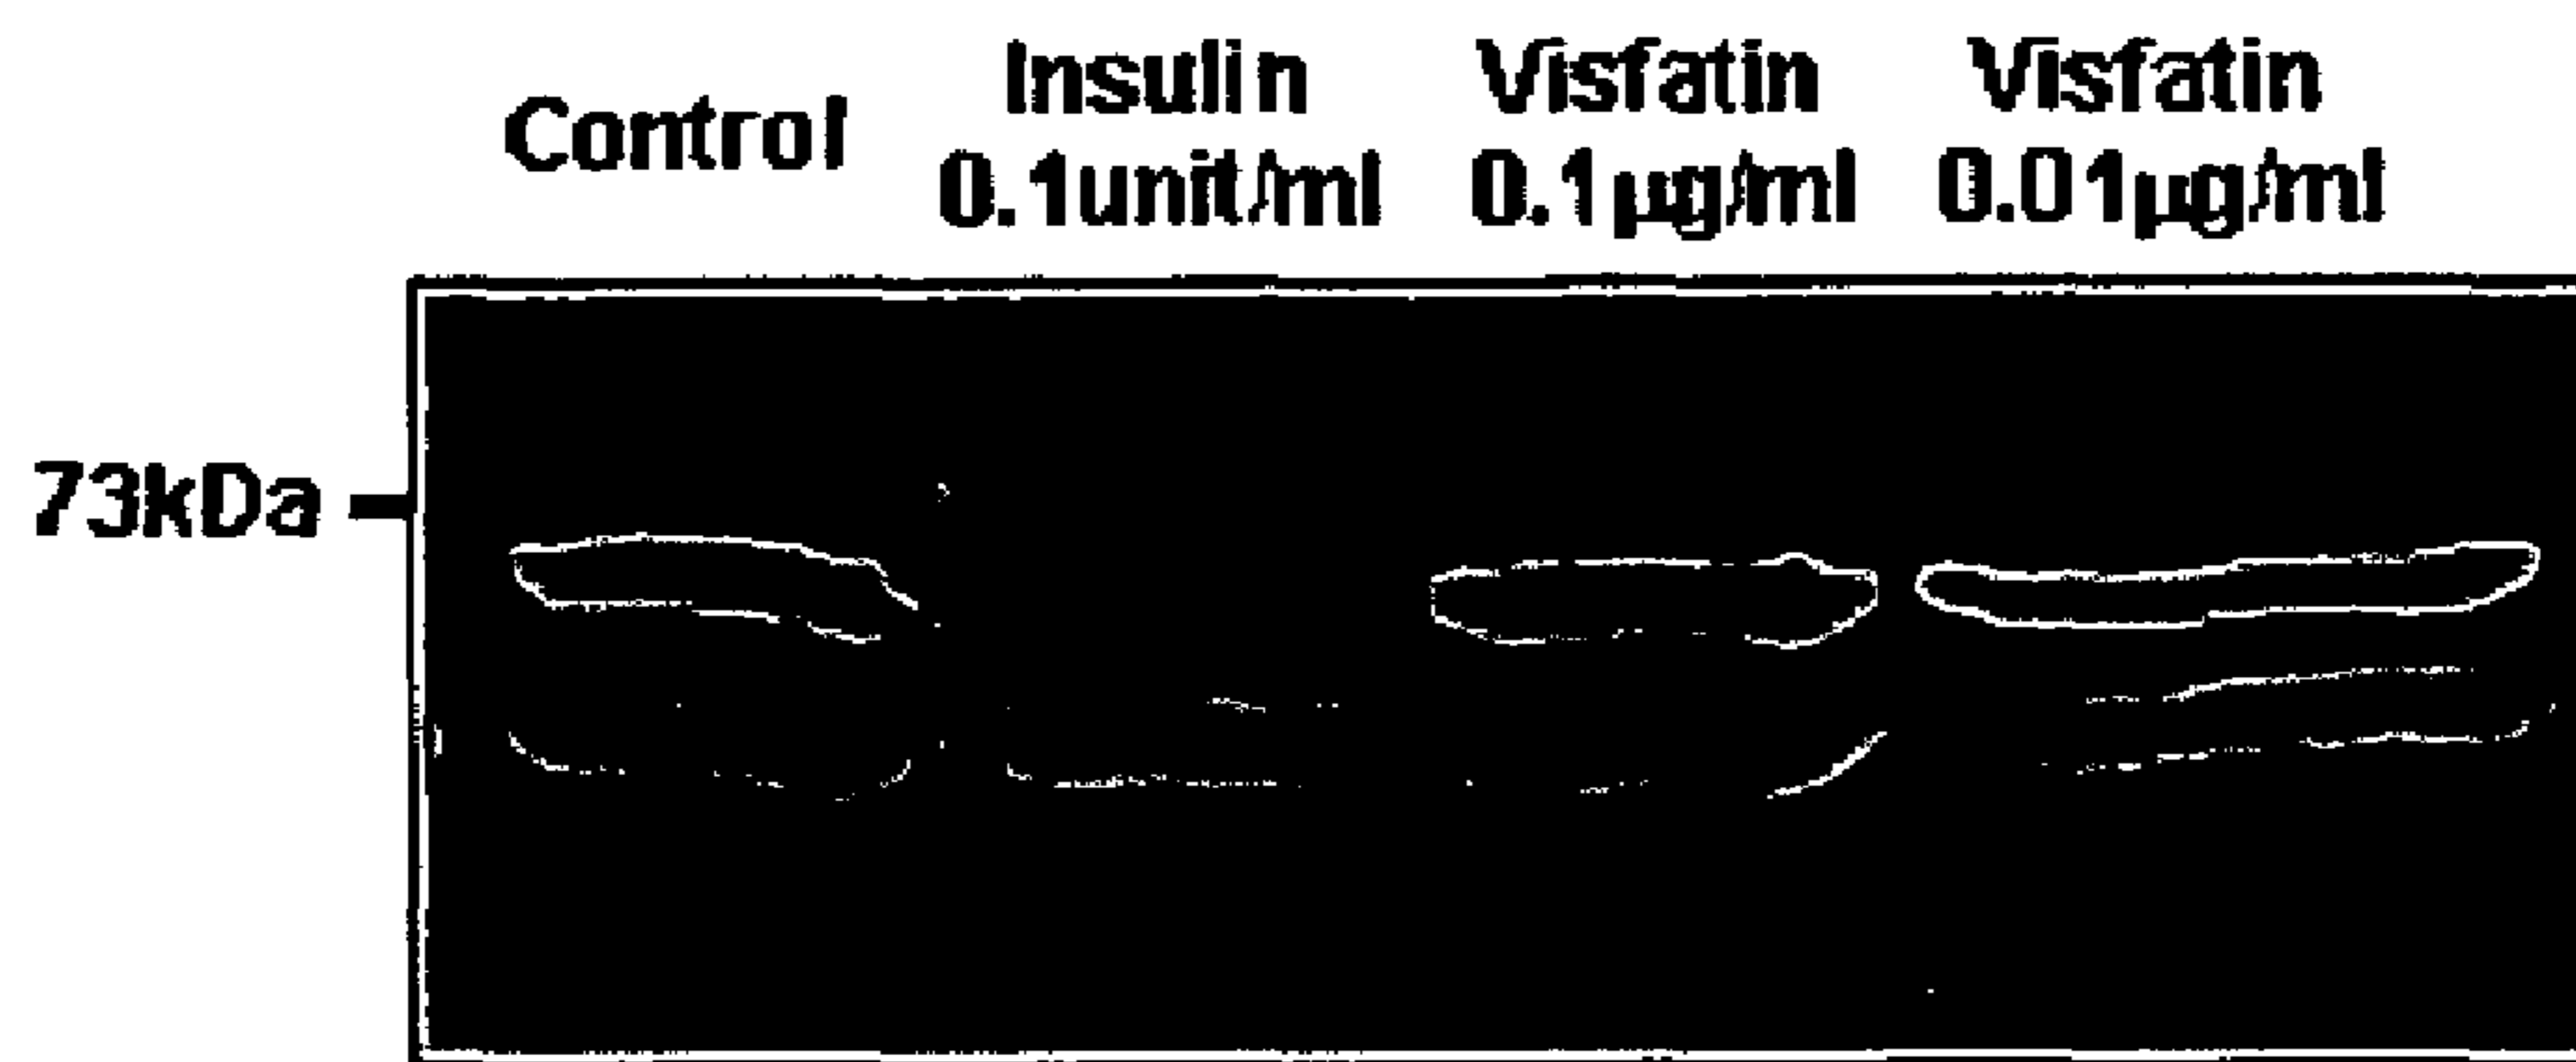 Control
Insulin
0.1unit/ml
Visfatin
0.1µg/ml
Visfatin
0.01µg/ml
73kDa